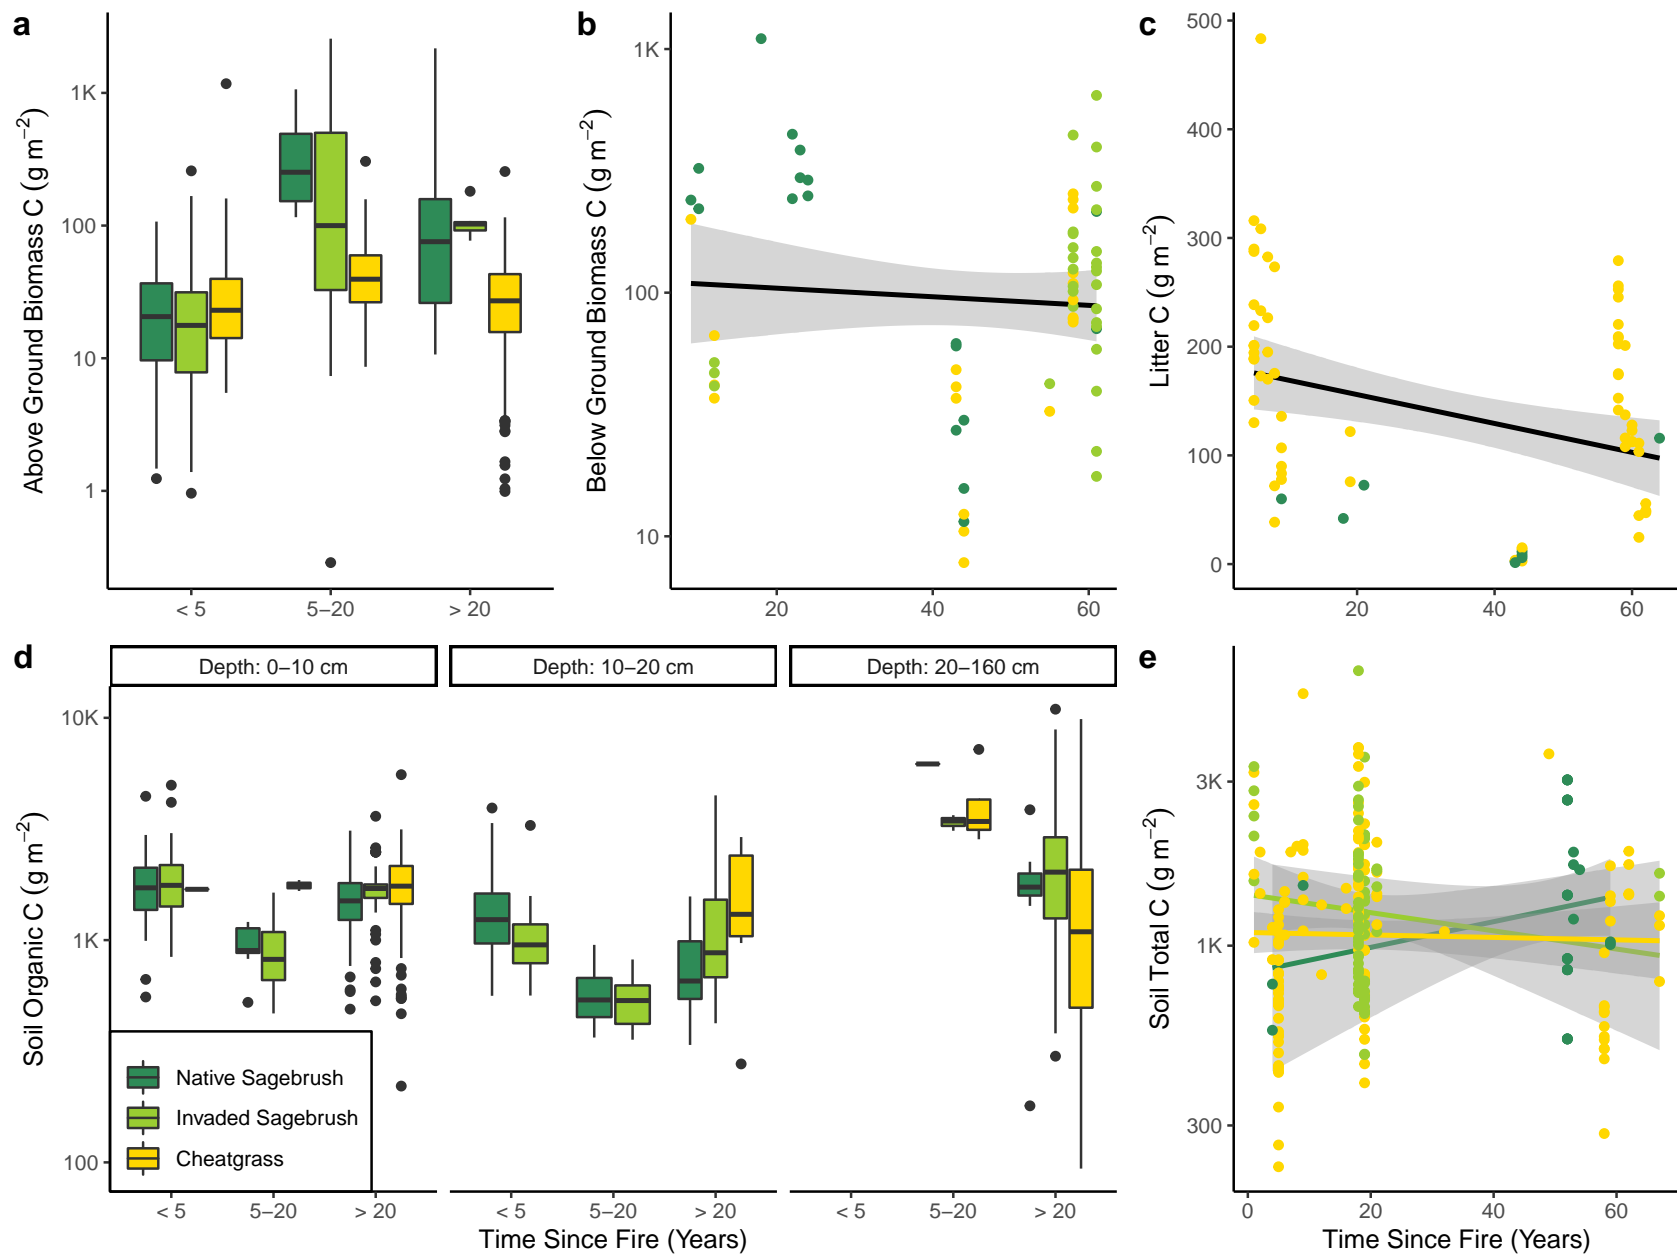 a
Above Ground Biomass C (g m⁻²)
1K
100
10
1
< 5
5–20
> 20
b
Below Ground Biomass C (g m⁻²)
1K
100
10
20
40
60
c
Litter C (g m⁻²)
500
400
300
200
100
0
20
40
60
d
Depth: 0–10 cm
Depth: 10–20 cm
Depth: 20–160 cm
Soil Organic C (g m⁻²)
10K
1K
100
Native Sagebrush
Invaded Sagebrush
Cheatgrass
< 5
5–20
> 20
< 5
5–20
> 20
< 5
5–20
> 20
Time Since Fire (Years)
e
Soil Total C (g m⁻²)
3K
1K
300
0
20
40
60
Time Since Fire (Years)